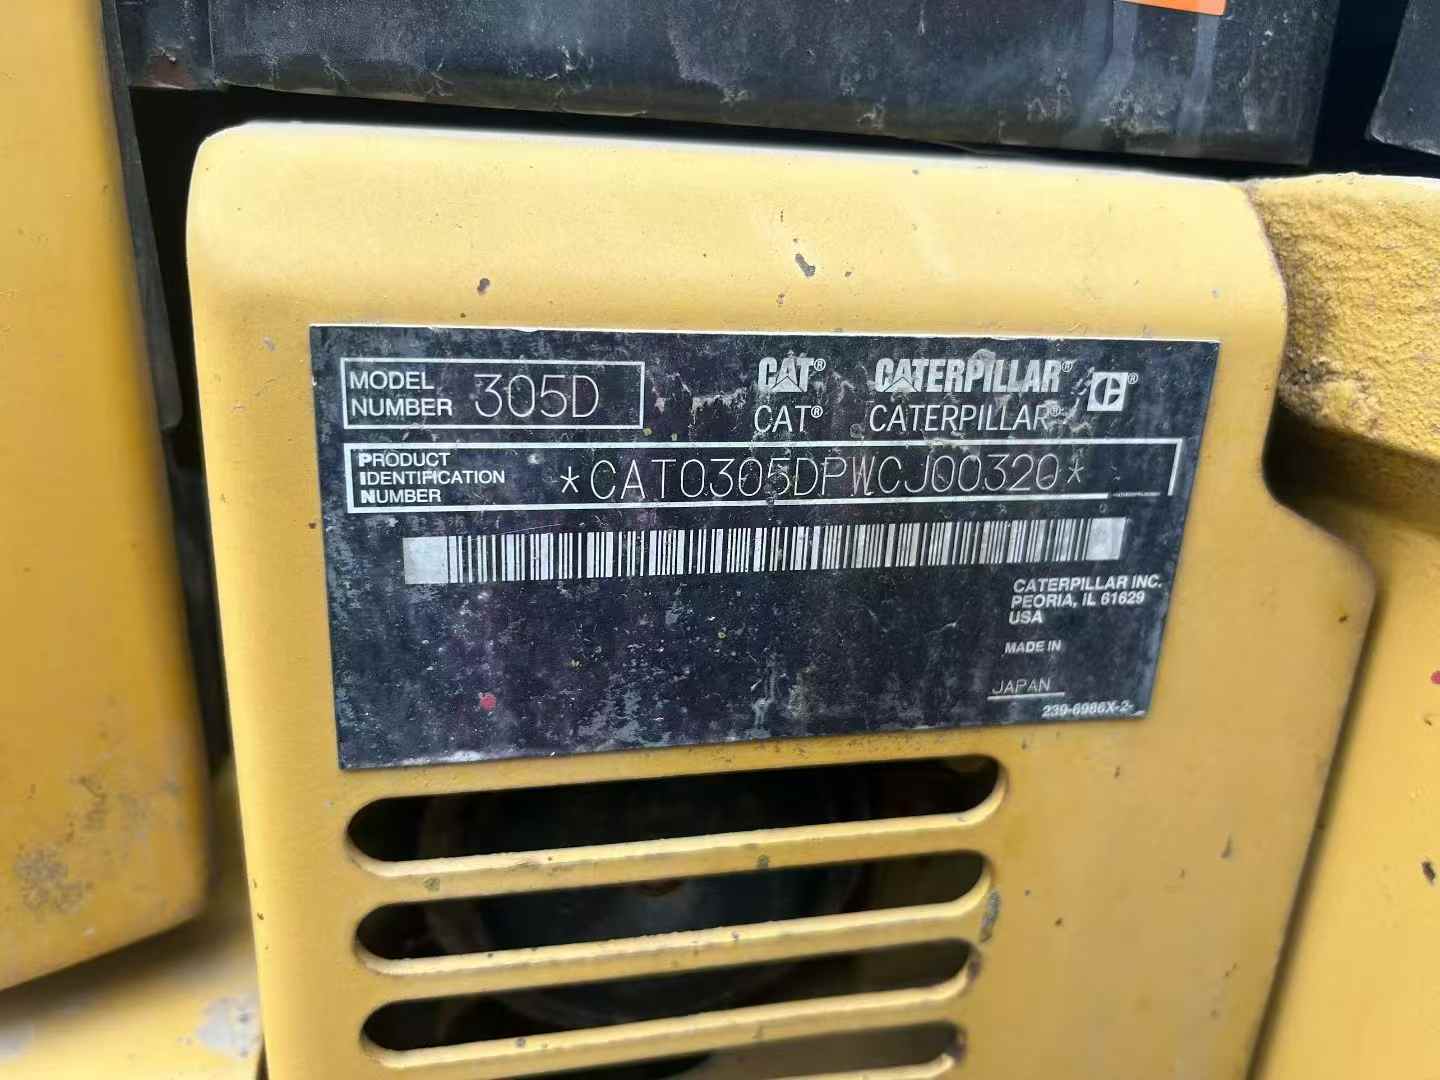 MODEL NUMBER 305D
CAT® CATERPILLAR®
CAT® CATERPILLAR®
PRODUCT
IDENTIFICATION
NUMBER
*CAT0305DPWCJ00320*
CATERPILLAR INC.
PEORIA, IL 61629
USA
MADE IN
JAPAN
239-6986X-2